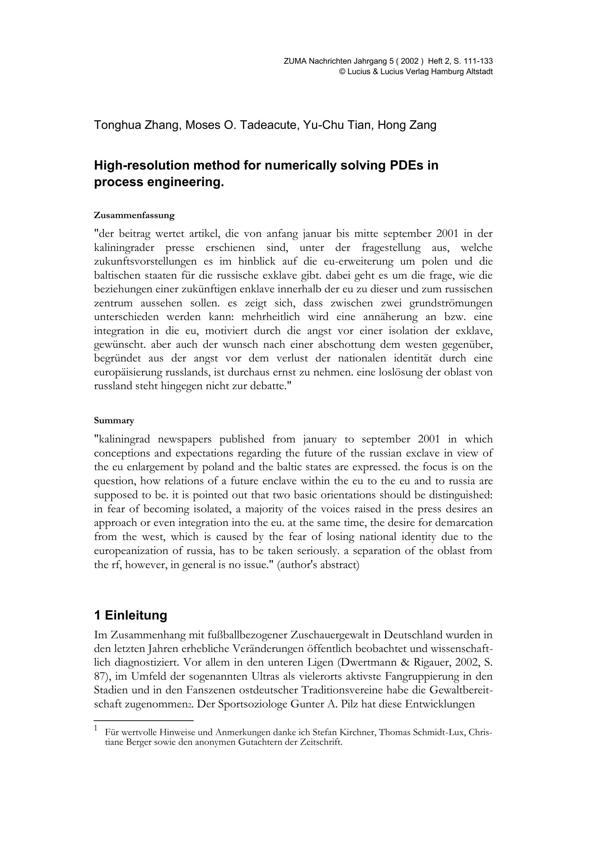 ZUMA Nachrichten Jahrgang 5 ( 2002 ) Heft 2, S. 111-133
© Lucius & Lucius Verlag Hamburg Altstadt
Tonghua Zhang, Moses O. Tadeacute, Yu-Chu Tian, Hong Zang
High-resolution method for numerically solving PDEs in
process engineering.
Zusammenfassung
"der beitrag wertet artikel, die von anfang januar bis mitte september 2001 in der
kaliningrader presse erschienen sind, unter der fragestellung aus, welche
zukunftsvorstellungen es im hinblick auf die eu-erweiterung um polen und die
baltischen staaten für die russische exklave gibt. dabei geht es um die frage, wie die
beziehungen einer zukünftigen enklave innerhalb der eu zu dieser und zum russischen
zentrum aussehen sollen. es zeigt sich, dass zwischen zwei grundströmungen
unterschieden werden kann: mehrheitlich wird eine annäherung an bzw. eine
integration in die eu, motiviert durch die angst vor einer isolation der exklave,
gewünscht. aber auch der wunsch nach einer abschottung dem westen gegenüber,
begründet aus der angst vor dem verlust der nationalen identität durch eine
europäisierung russlands, ist durchaus ernst zu nehmen. eine loslösung der oblast von
russland steht hingegen nicht zur debatte."
Summary
"kaliningrad newspapers published from january to september 2001 in which
conceptions and expectations regarding the future of the russian exclave in view of
the eu enlargement by poland and the baltic states are expressed. the focus is on the
question, how relations of a future enclave within the eu to the eu and to russia are
supposed to be. it is pointed out that two basic orientations should be distinguished:
in fear of becoming isolated, a majority of the voices raised in the press desires an
approach or even integration into the eu. at the same time, the desire for demarcation
from the west, which is caused by the fear of losing national identity due to the
europeanization of russia, has to be taken seriously. a separation of the oblast from
the rf, however, in general is no issue." (author's abstract)
1 Einleitung
Im Zusammenhang mit fußballbezogener Zuschauergewalt in Deutschland wurden in
den letzten Jahren erhebliche Veränderungen öffentlich beobachtet und wissenschaft-
lich diagnostiziert. Vor allem in den unteren Ligen (Dwertmann & Rigauer, 2002, S.
87), im Umfeld der sogenannten Ultras als vielerorts aktivste Fangruppierung in den
Stadien und in den Fanszenen ostdeutscher Traditionsvereine habe die Gewaltbereit-
schaft zugenommen2. Der Sportsoziologe Gunter A. Pilz hat diese Entwicklungen
1 Für wertvolle Hinweise und Anmerkungen danke ich Stefan Kirchner, Thomas Schmidt-Lux, Chris-
tiane Berger sowie den anonymen Gutachtern der Zeitschrift.